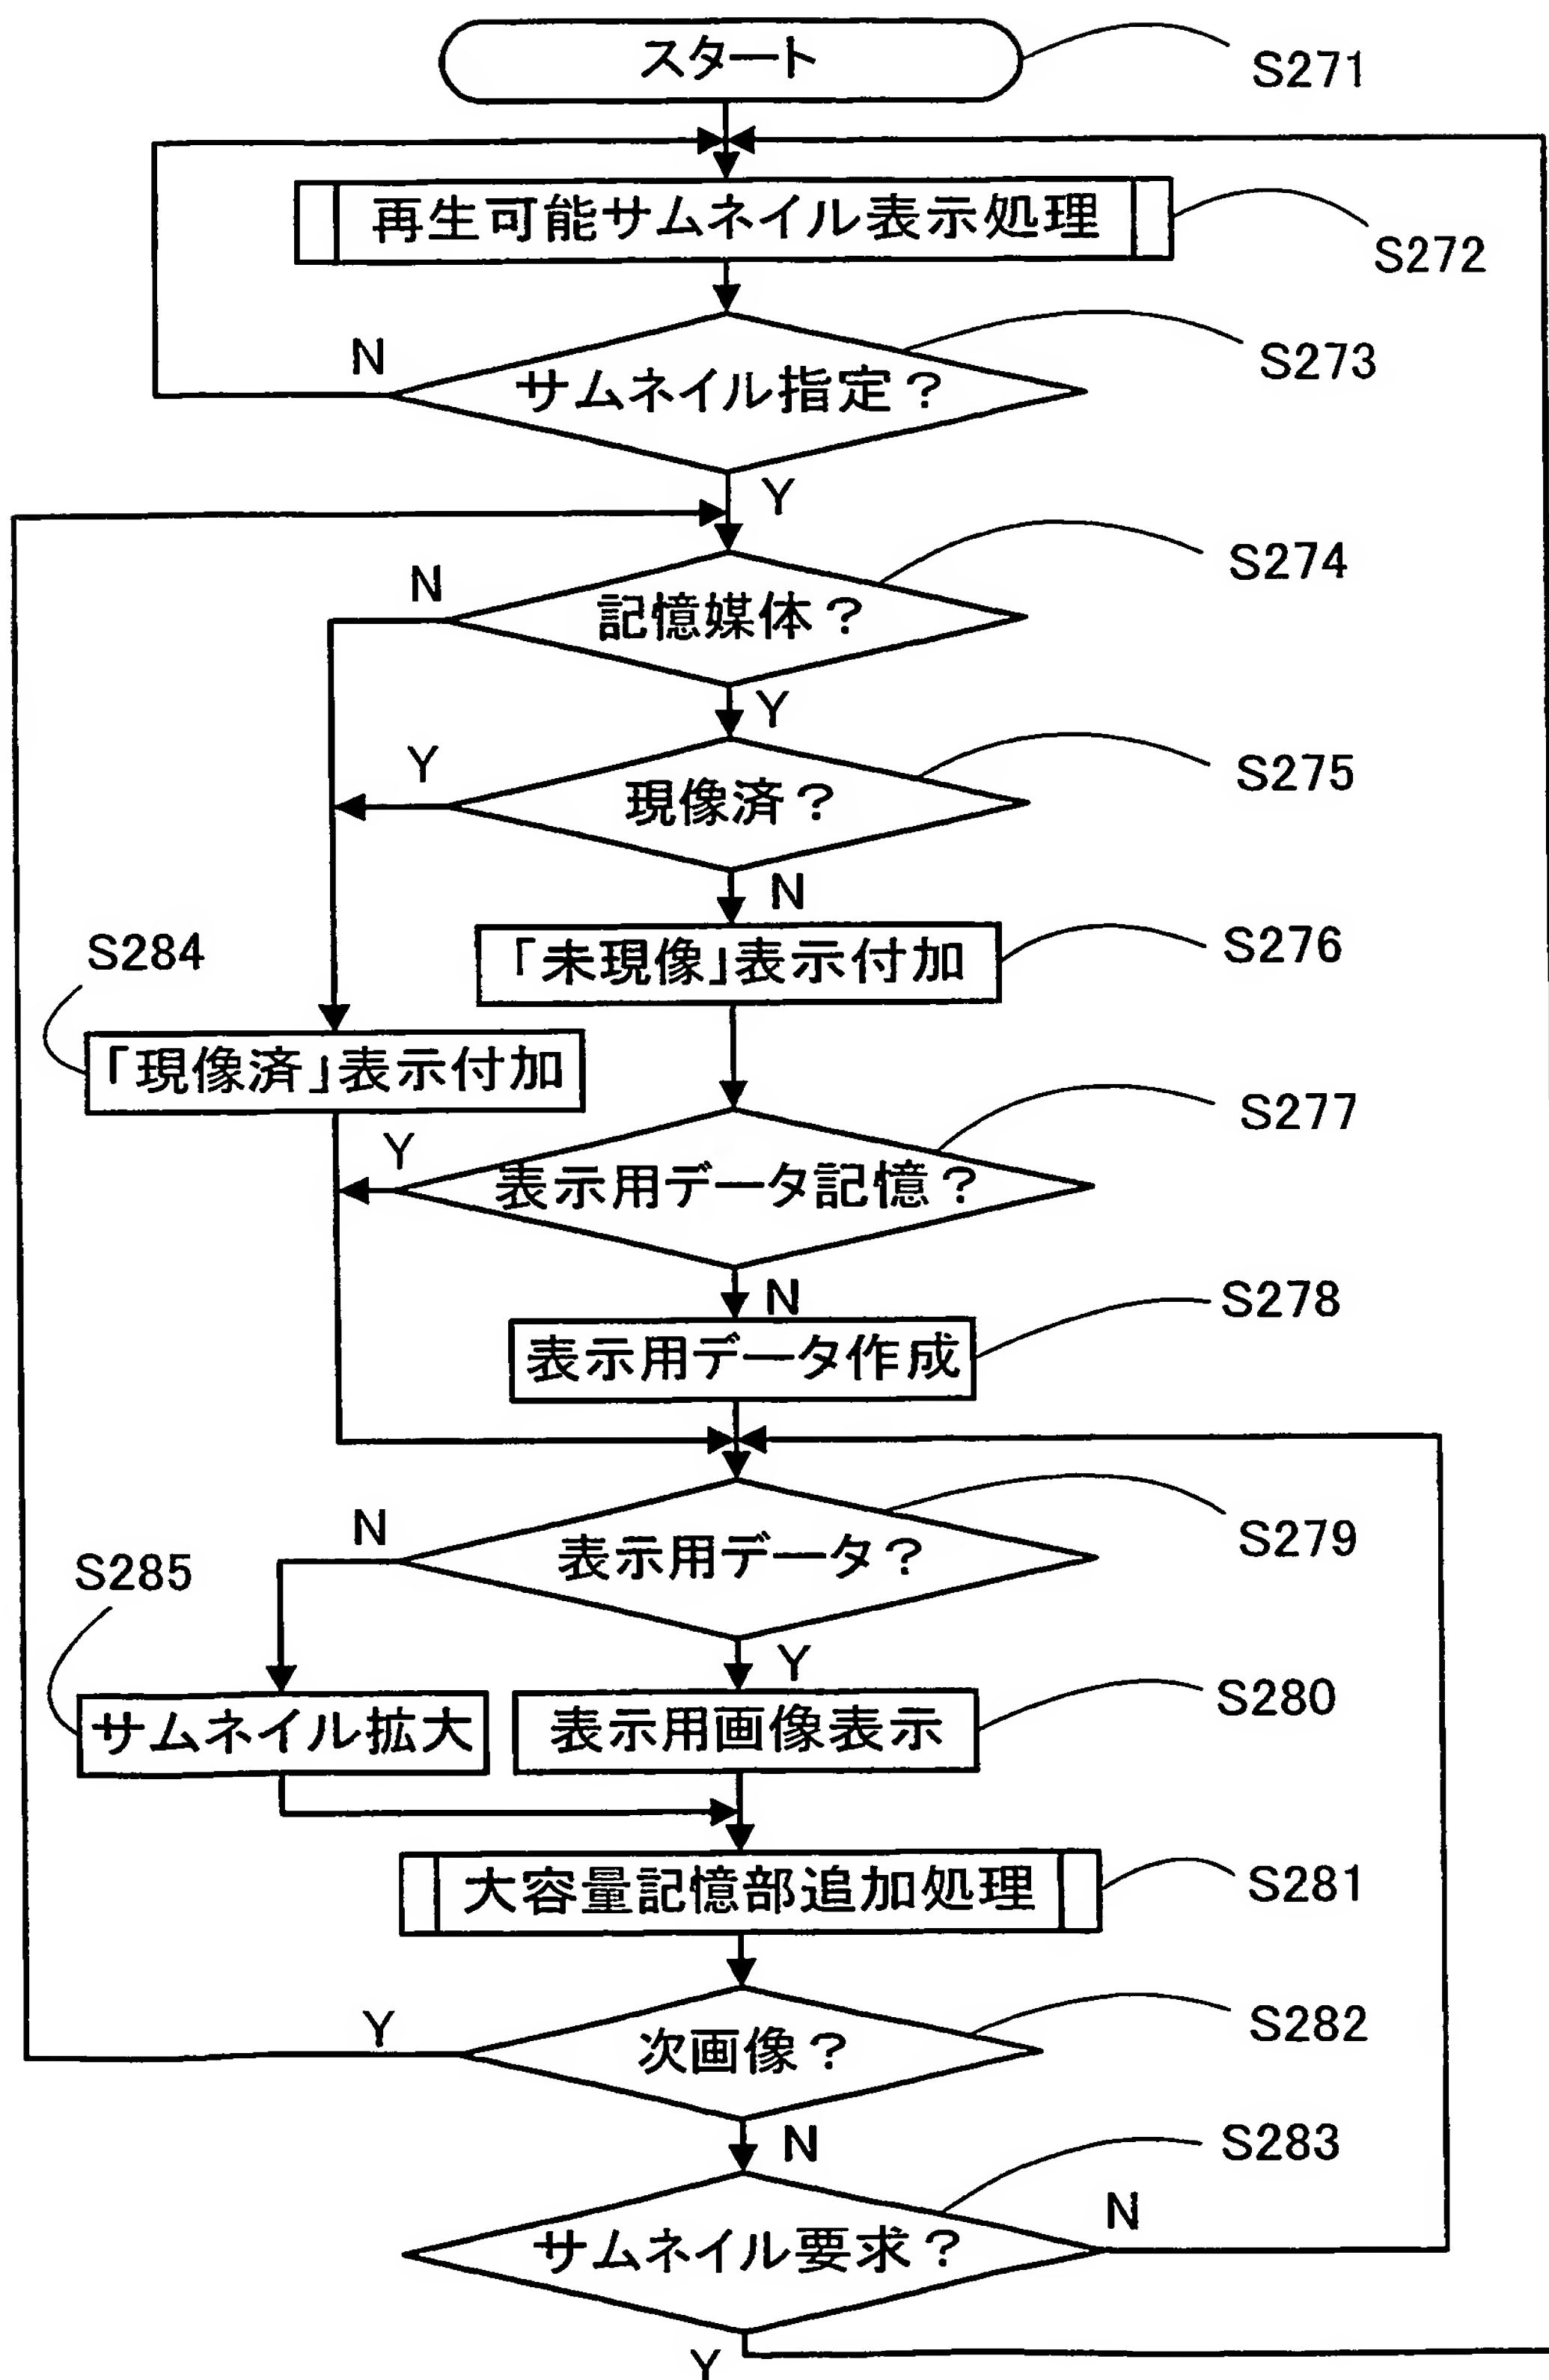 スタート
S271
再生可能サムネイル表示処理
S272
N
サムネイル指定？
S273
Y
N
記憶媒体？
S274
Y
Y
現像済？
S275
N
「未現像」表示付加
S276
S284
「現像済」表示付加
Y
表示用データ記憶？
S277
N
表示用データ作成
S278
N
表示用データ？
S279
S285
Y
サムネイル拡大
表示用画像表示
S280
大容量記憶部追加処理
S281
Y
次画像？
S282
N
サムネイル要求？
S283
N
Y